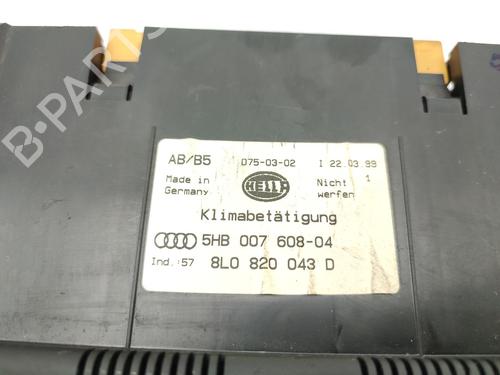 B-PARTS
AB/B5 D75-03-02 I 22.03.99
Made in Germany HELLA Nicht werfen 1
Klimabetätigung
5HB 007 608-04
Ind.:57 8L0 820 043 D